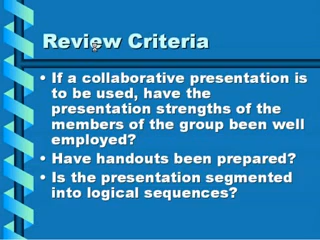 Review Criteria
• If a collaborative presentation is
to be used, have the
presentation strengths of the
members of the group been well
employed?
• Have handouts been prepared?
• Is the presentation segmented
into logical sequences?